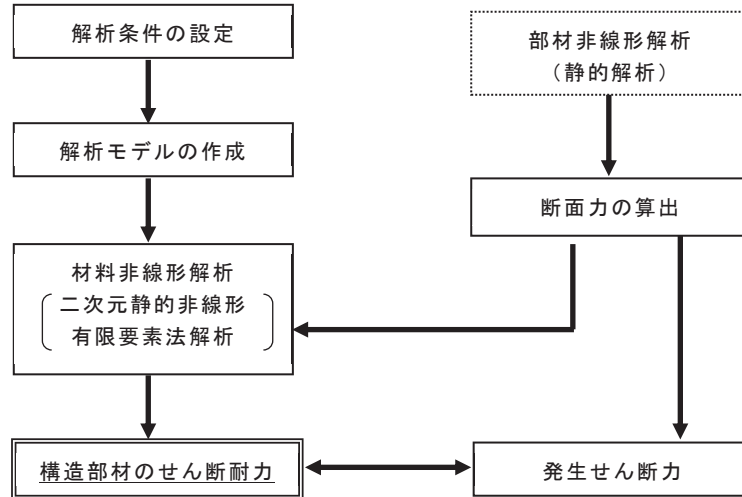 解析条件の設定
解析モデルの作成
材料非線形解析
二次元静的非線形
有限要素法解析
構造部材のせん断耐力
部材非線形解析
（静的解析）
断面力の算出
発生せん断力